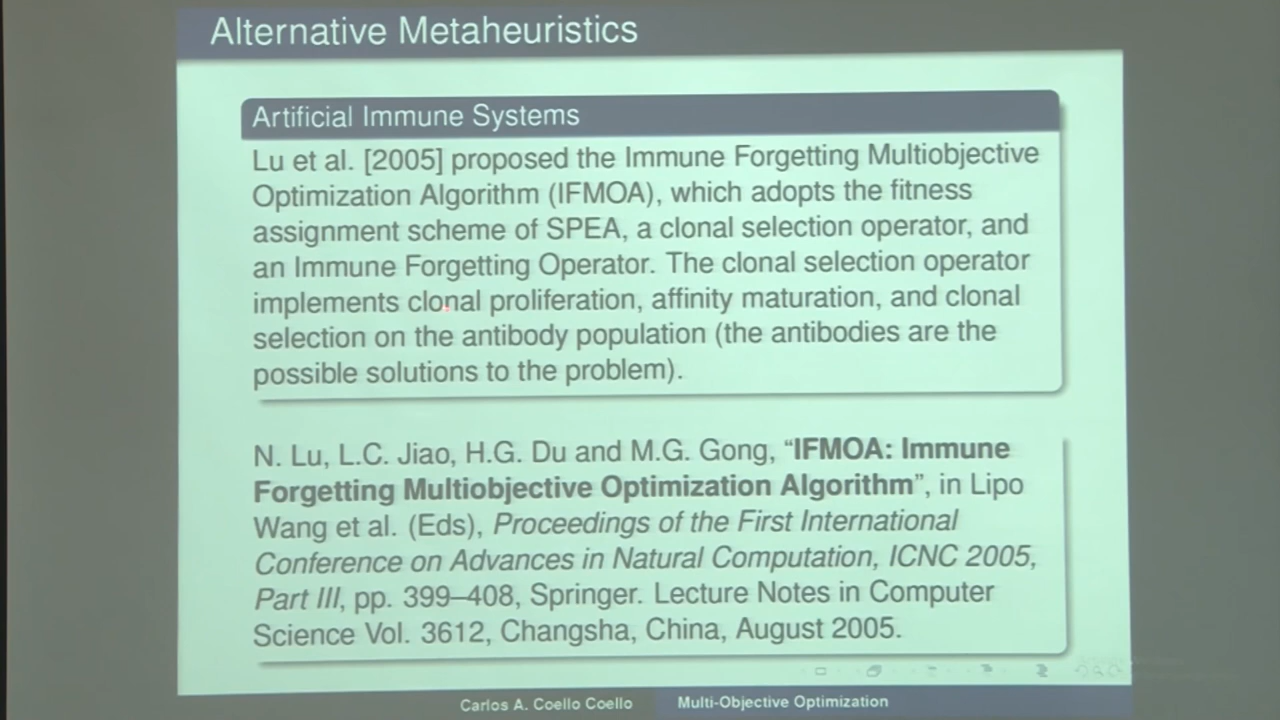 Alternative Metaheuristics
Artificial Immune Systems
Lu et al. [2005] proposed the Immune Forgetting Multiobjective
Optimization Algorithm (IFMOA), which adopts the fitness
assignment scheme of SPEA, a clonal selection operator, and
an Immune Forgetting Operator. The clonal selection operator
implements clonal proliferation, affinity maturation, and clonal
selection on the antibody population (the antibodies are the
possible solutions to the problem).
N. Lu, L.C. Jiao, H.G. Du and M.G. Gong, “IFMOA: Immune
Forgetting Multiobjective Optimization Algorithm”, in Lipo
Wang et al. (Eds), Proceedings of the First International
Conference on Advances in Natural Computation, ICNC 2005,
Part III, pp. 399–408, Springer. Lecture Notes in Computer
Science Vol. 3612, Changsha, China, August 2005.
Carlos A. Coello Coello Multi-Objective Optimization